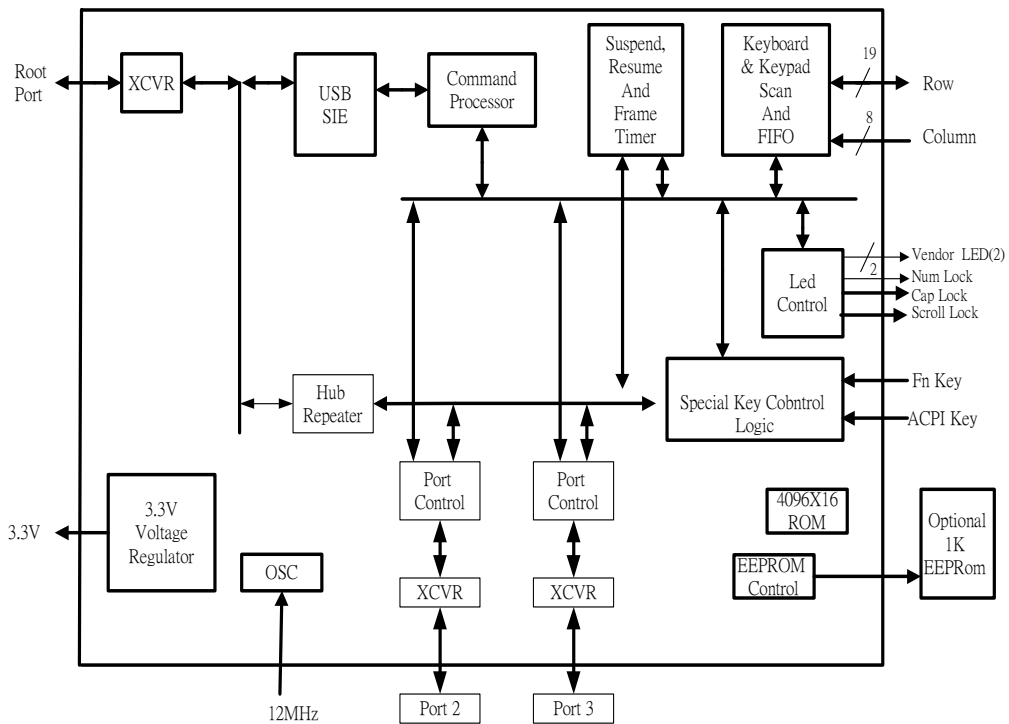 Root
Port
XCVR
USB
SIE
Command
Processor
Suspend,
Resume
And
Frame
Timer
Keyboard
& Keypad
Scan
And
FIFO
19
Row
8
Column
Led
Control
Vendor LED(2)
2
Num Lock
Cap Lock
Scroll Lock
Hub
Repeater
Special Key Cobntrol
Logic
Fn Key
ACPI Key
3.3V
3.3V
Voltage
Regulator
Port
Control
Port
Control
4096X16
ROM
Optional
1K
EEPRom
OSC
EEPROM
Control
XCVR
XCVR
12MHz
Port 2
Port 3